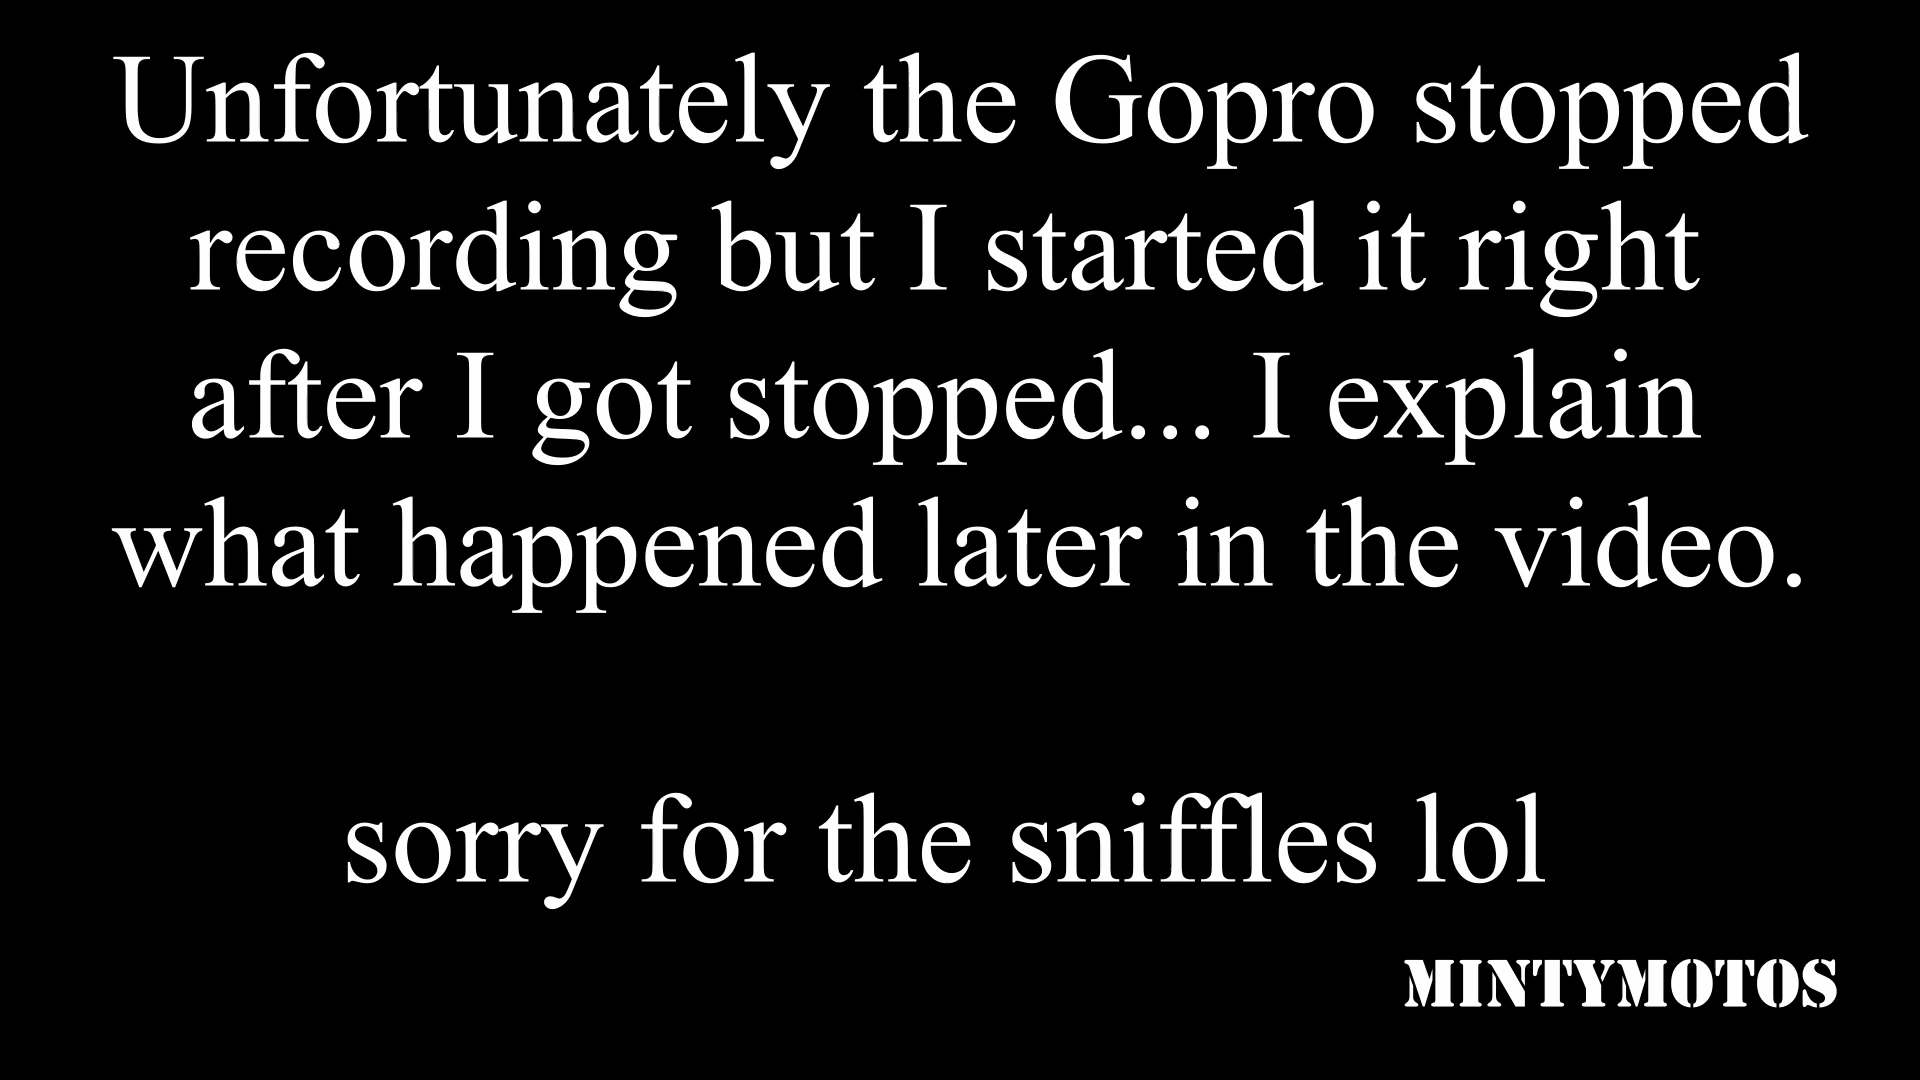 Unfortunately the Gopro stopped
recording but I started it right
after I got stopped... I explain
what happened later in the video.
sorry for the sniffles lol
MINTYMOTOS